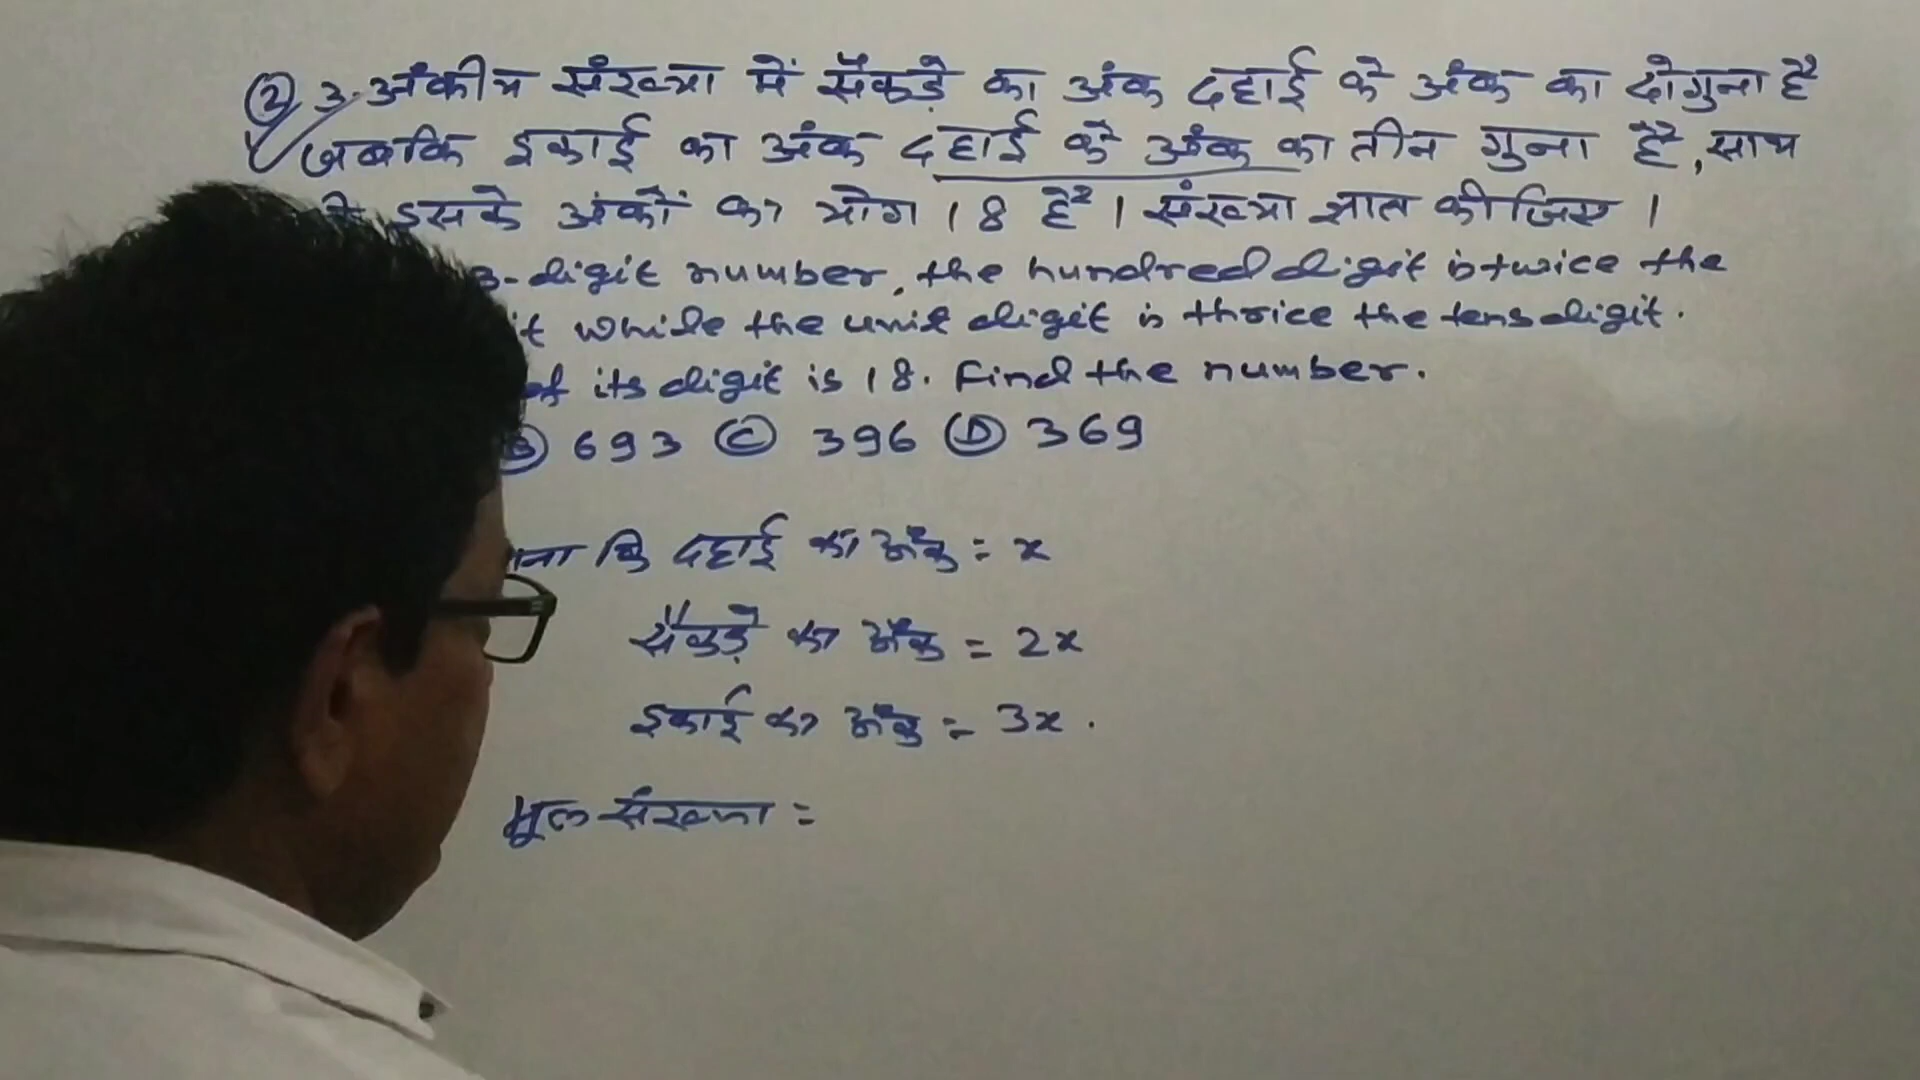 ② 3-अंकीय संख्या में सैकड़े का अंक दहाई के अंक का दोगुना है
जबकि इकाई का अंक दहाई के अंक का तीन गुना है, साथ
इसके अंकों का योग 18 है। संख्या ज्ञात कीजिए।
3-digit number, the hundred digit is twice the
while the unit digit is thrice the tens digit.
of its digit is 18. Find the number.
Ⓑ 693 Ⓒ 396 Ⓓ 369
कि दहाई का अंक = x
सैकड़े का अंक = 2x
इकाई का अंक = 3x.
मूल संख्या =